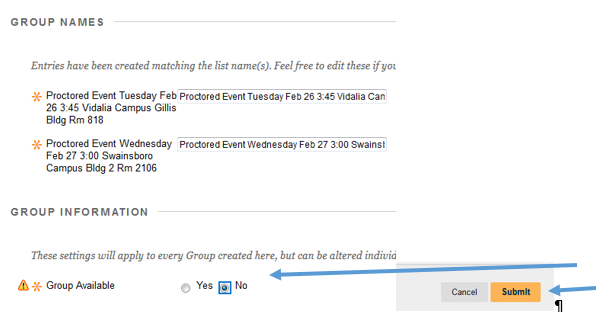 GROUP NAMES
Entries have been created matching the list name(s). Feel free to edit these if you
Proctored Event Tuesday Feb Proctored Event Tuesday Feb 26 3:45 Vidalia Can
26 3:45 Vidalia Campus Gillis
Bldg Rm 818
Proctored Event Wednesday Proctored Event Wednesday Feb 27 3:00 Swainsl
Feb 27 3:00 Swainsboro
Campus Bldg 2 Rm 2106
GROUP INFORMATION
These settings will apply to every Group created here, but can be altered individ
Group Available Yes No
Cancel Submit
¶